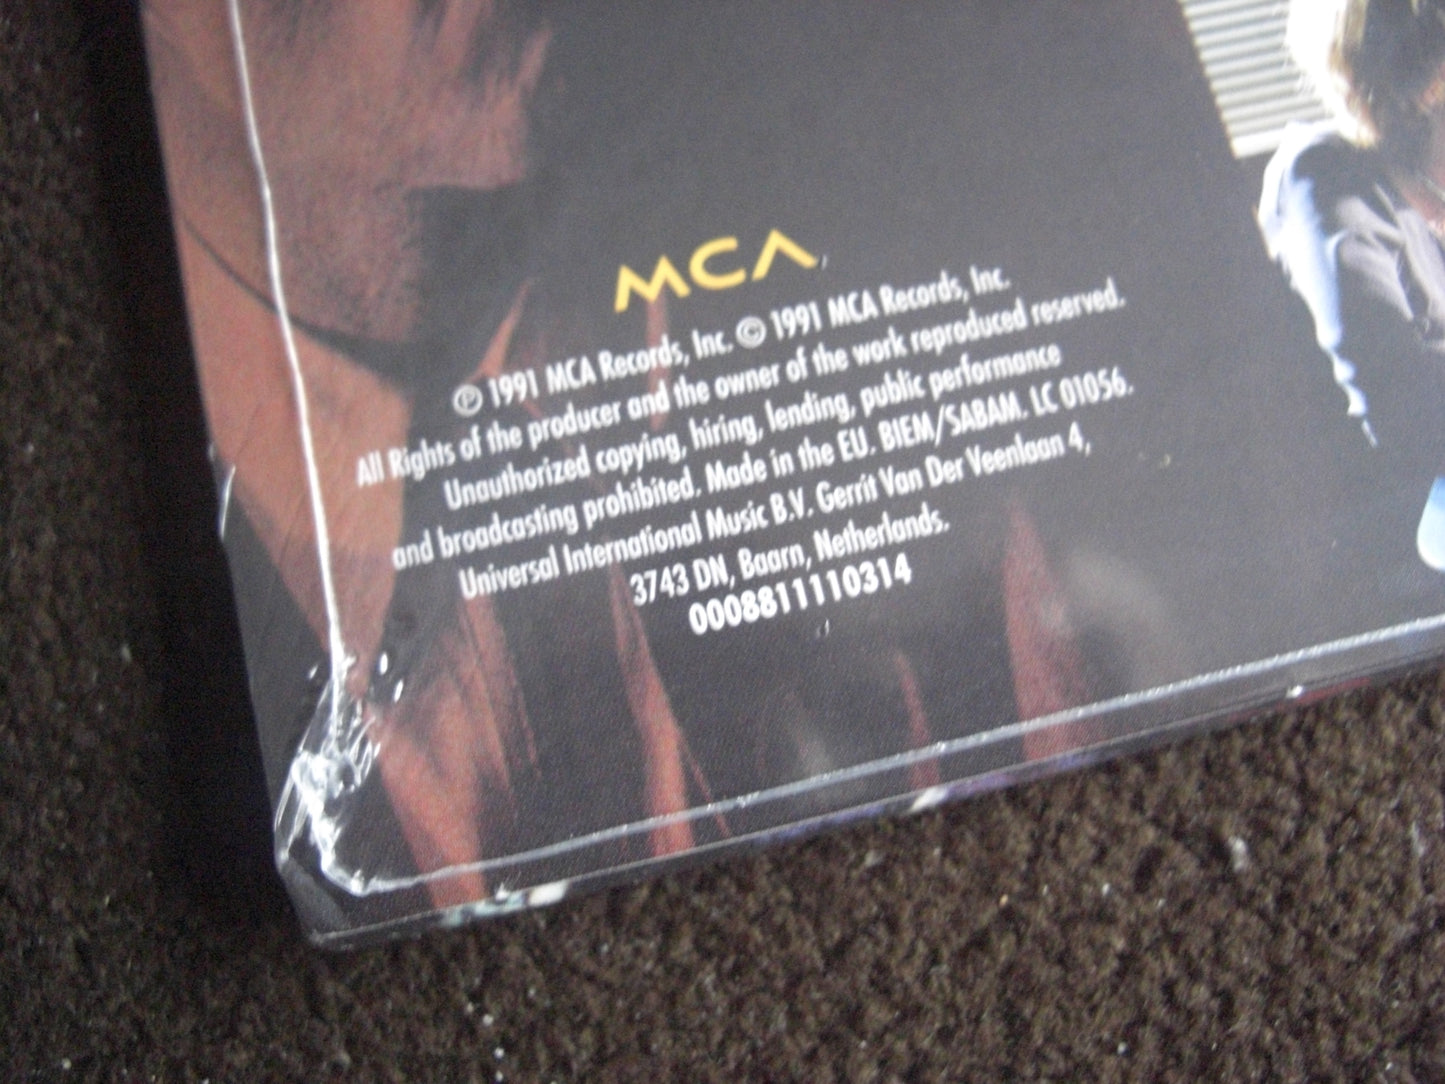 MCA
℗ 1991 MCA Records, Inc. © 1991 MCA Records, Inc.
All Rights of the producer and the owner of the work reproduced reserved.
Unauthorized copying, hiring, lending, public performance
and broadcasting prohibited. Made in the EU. BIEM/SABAM. LC 01056.
Universal International Music B.V. Gerrit Van Der Veenlaan 4,
3743 DN, Baarn, Netherlands.
0008811110314